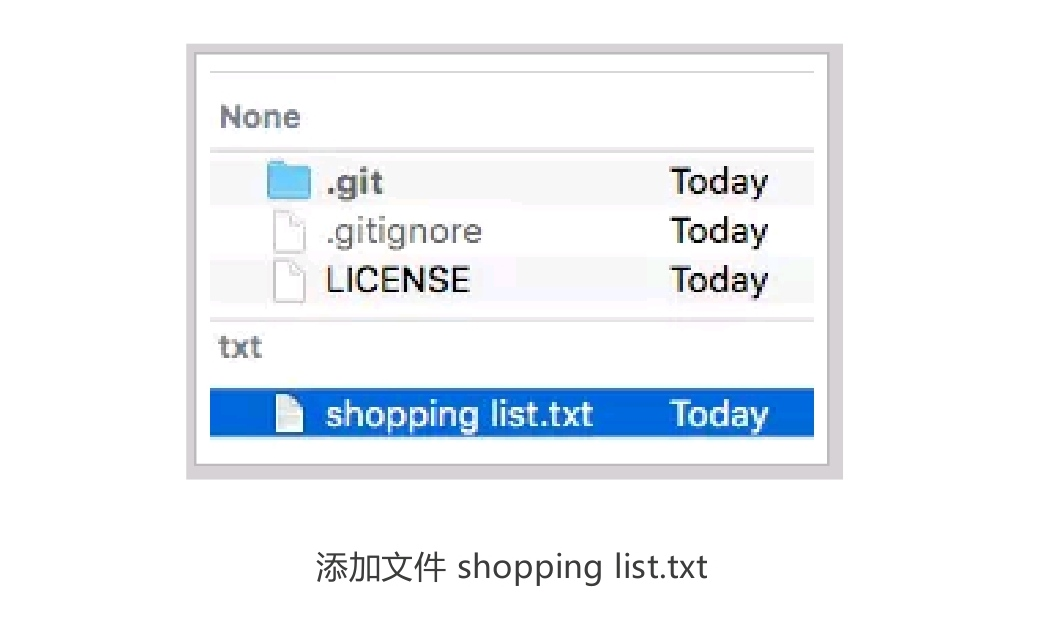 None
.git Today
.gitignore Today
LICENSE Today
txt
shopping list.txt Today
添加文件 shopping list.txt